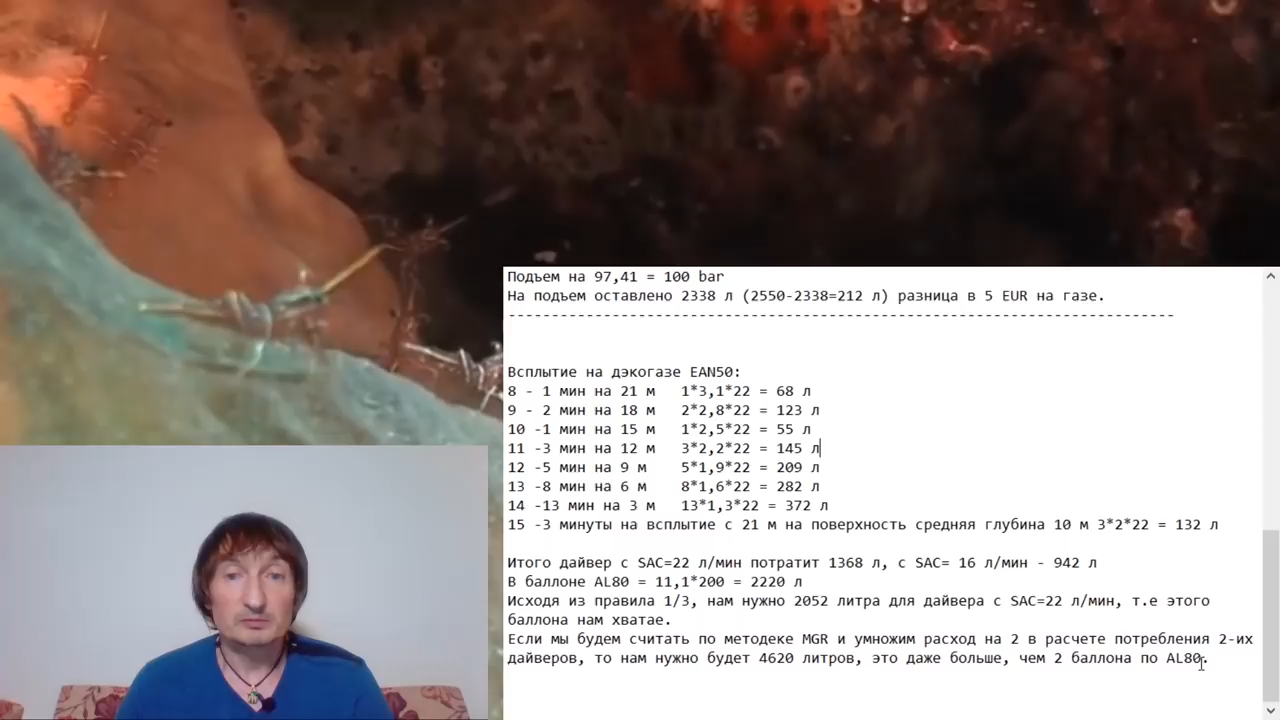 Подъем на 97,41 = 100 bar
На подъем оставлено 2338 л (2550-2338=212 л) разница в 5 EUR на газе.
-----------------------------------------------------------------------------
Всплытие на дэкогазе EAN50:
8 - 1 мин на 21 м   1*3,1*22 = 68 л
9 - 2 мин на 18 м   2*2,8*22 = 123 л
10 -1 мин на 15 м   1*2,5*22 = 55 л
11 -3 мин на 12 м   3*2,2*22 = 145 л
12 -5 мин на 9 м    5*1,9*22 = 209 л
13 -8 мин на 6 м    8*1,6*22 = 282 л
14 -13 мин на 3 м   13*1,3*22 = 372 л
15 -3 минуты на всплытие с 21 м на поверхность средняя глубина 10 м 3*2*22 = 132 л
Итого дайвер с SAC=22 л/мин потратит 1368 л, с SAC= 16 л/мин - 942 л
В баллоне AL80 = 11,1*200 = 2220 л
Исходя из правила 1/3, нам нужно 2052 литра для дайвера с SAC=22 л/мин, т.е этого
баллона нам хватае.
Если мы будем считать по методеке MGR и умножим расход на 2 в расчете потребления 2-их
дайверов, то нам нужно будет 4620 литров, это даже больше, чем 2 баллона по AL80.